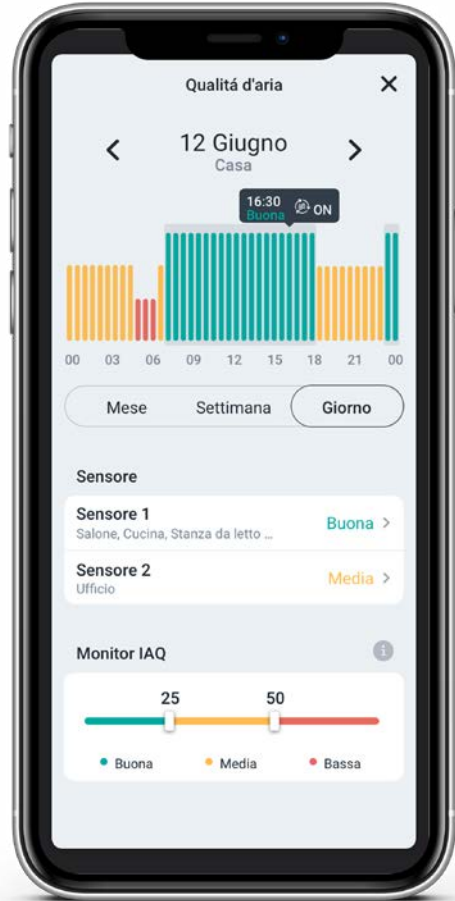 Qualitá d'aria
12 Giugno
Casa
16:30
Buona
ON
00 03 06 09 12 15 18 21 00
Mese Settimana Giorno
Sensore
Sensore 1
Salone, Cucina, Stanza da letto ...
Buona
Sensore 2
Ufficio
Media
Monitor IAQ
25 50
Buona Media Bassa